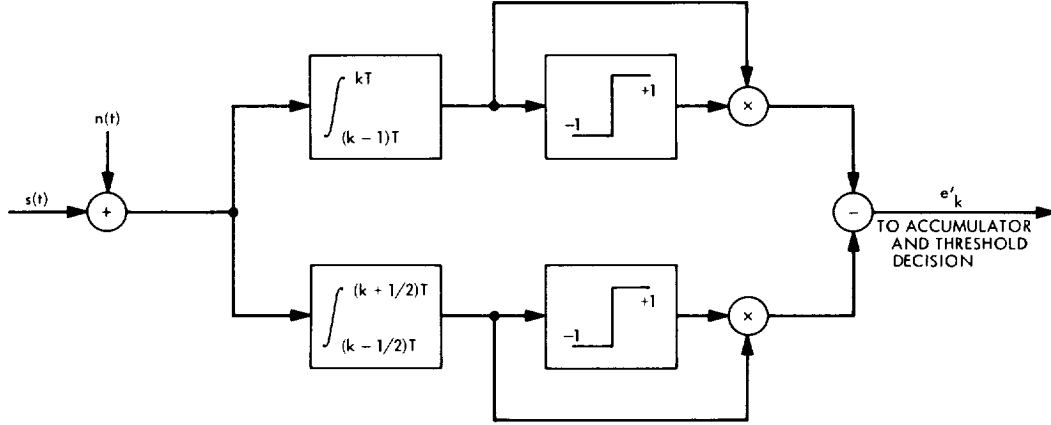 kT
∫
(k − 1)T
+1
−1
×
n(t)
s(t)
+
−
e′k
TO ACCUMULATOR
AND THRESHOLD
DECISION
(k + 1/2)T
∫
(k − 1/2)T
+1
−1
×